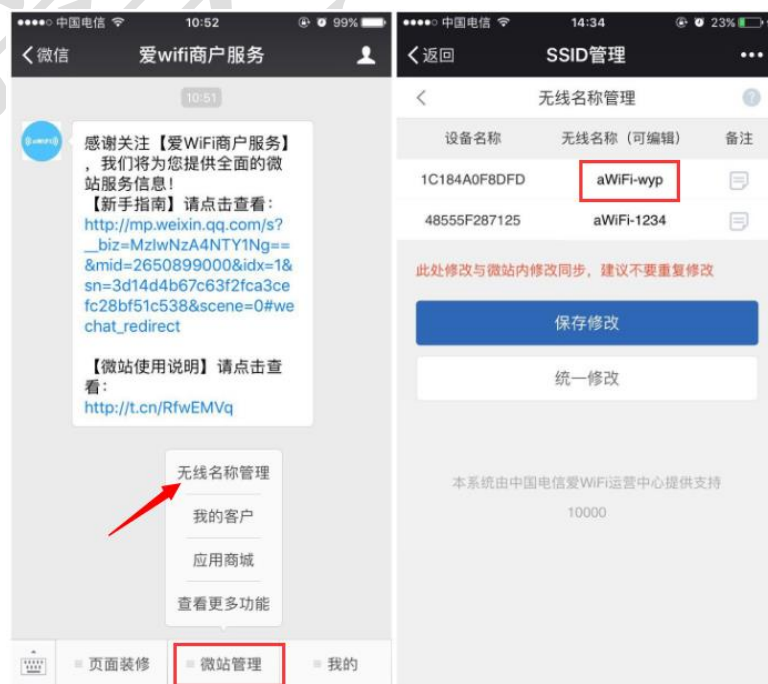 中国电信 10:52 99%
微信 爱wifi商户服务
10:51
感谢关注【爱WiFi商户服务】
，我们将为您提供全面的微
站服务信息！
【新手指南】请点击查看：
http://mp.weixin.qq.com/s?
__biz=MzIwNzA4NTY1Ng==
&mid=2650899000&idx=1&
sn=3d14d4b67c63f2fca3ce
fc28bf51c538&scene=0#we
chat_redirect
【微站使用说明】请点击查
看：
http://t.cn/RfwEMVq
无线名称管理
我的客户
应用商城
查看更多功能
页面装修 微站管理 我的
中国电信 14:34 23%
返回 SSID管理
无线名称管理
设备名称 无线名称（可编辑） 备注
1C184A0F8DFD aWiFi-wyp
48555F287125 aWiFi-1234
此处修改与微站内修改同步，建议不要重复修改
保存修改
统一修改
本系统由中国电信爱WiFi运营中心提供支持
10000